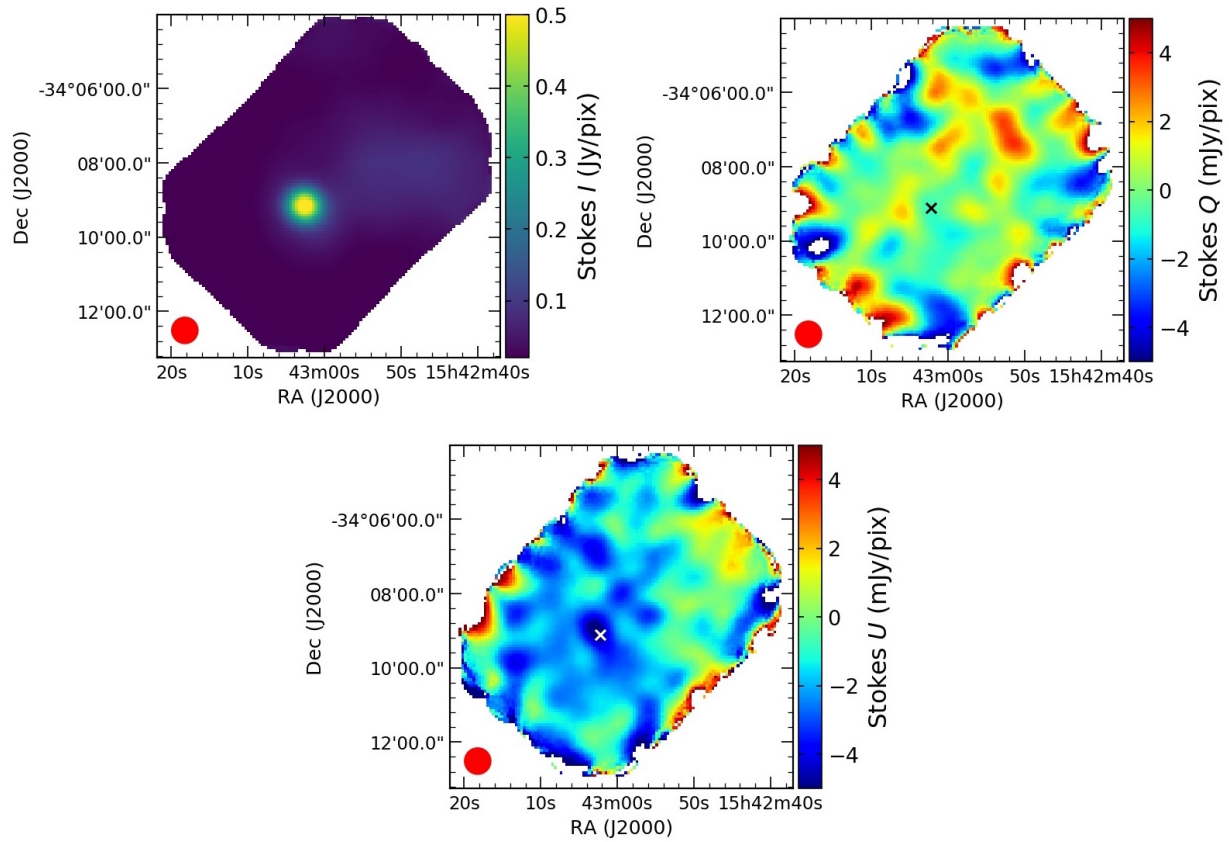 0.5
-34°06'00.0"
0.4
08'00.0"
0.3
10'00.0"
0.2
12'00.0"
0.1
Dec (J2000)
Stokes I (Jy/pix)
20s 10s 43m00s 50s 15h42m40s
RA (J2000)
4
-34°06'00.0"
2
08'00.0"
0
10'00.0"
−2
12'00.0"
−4
Dec (J2000)
Stokes Q (mJy/pix)
20s 10s 43m00s 50s 15h42m40s
RA (J2000)
4
-34°06'00.0"
2
08'00.0"
0
10'00.0"
−2
12'00.0"
−4
Dec (J2000)
Stokes U (mJy/pix)
20s 10s 43m00s 50s 15h42m40s
RA (J2000)